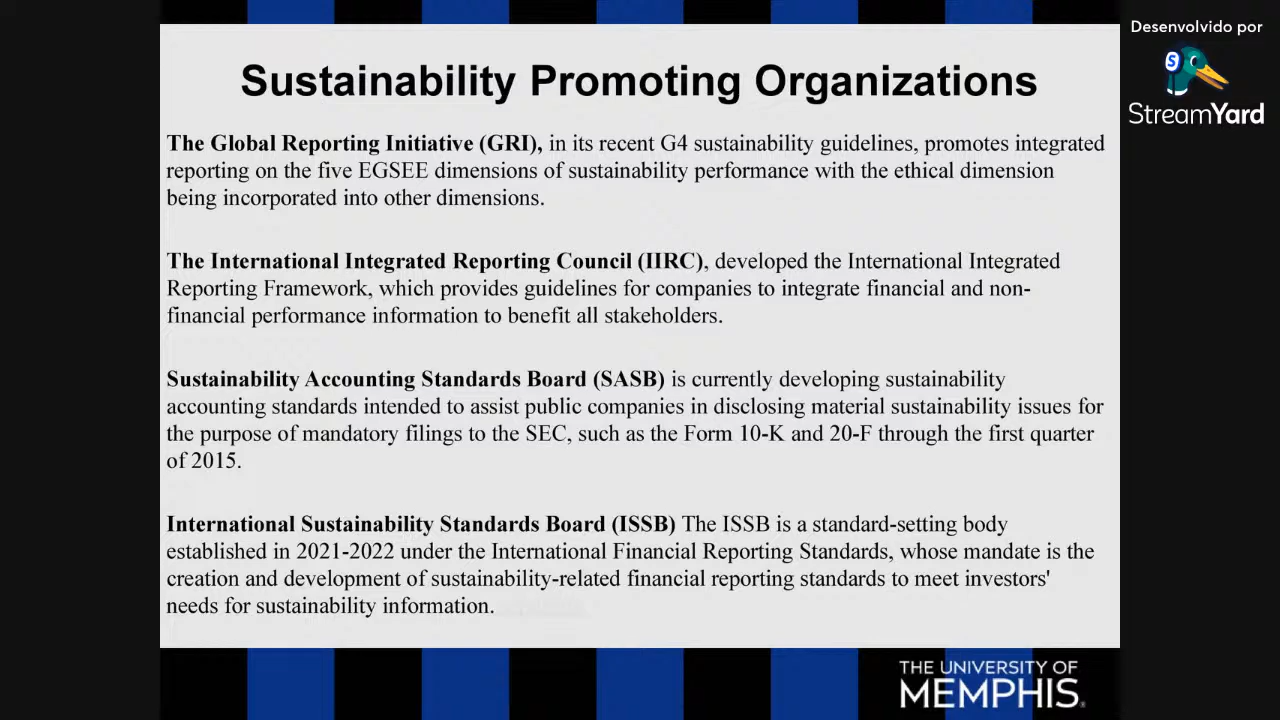 Desenvolvido por
StreamYard
Sustainability Promoting Organizations
The Global Reporting Initiative (GRI), in its recent G4 sustainability guidelines, promotes integrated
reporting on the five EGSEE dimensions of sustainability performance with the ethical dimension
being incorporated into other dimensions.
The International Integrated Reporting Council (IIRC), developed the International Integrated
Reporting Framework, which provides guidelines for companies to integrate financial and non-
financial performance information to benefit all stakeholders.
Sustainability Accounting Standards Board (SASB) is currently developing sustainability
accounting standards intended to assist public companies in disclosing material sustainability issues for
the purpose of mandatory filings to the SEC, such as the Form 10-K and 20-F through the first quarter
of 2015.
International Sustainability Standards Board (ISSB) The ISSB is a standard-setting body
established in 2021-2022 under the International Financial Reporting Standards, whose mandate is the
creation and development of sustainability-related financial reporting standards to meet investors'
needs for sustainability information.
THE UNIVERSITY OF
MEMPHIS.